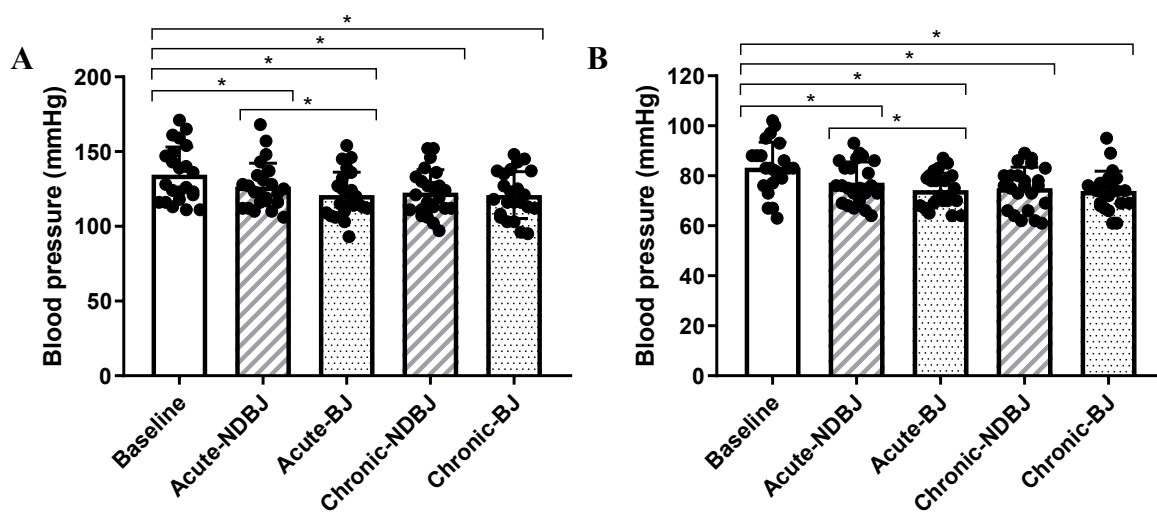 A
Blood pressure (mmHg)
200
150
100
50
0
*
*
*
*
*
Baseline
Acute-NDBJ
Acute-BJ
Chronic-NDBJ
Chronic-BJ
B
Blood pressure (mmHg)
120
100
80
60
40
20
0
*
*
*
*
*
Baseline
Acute-NDBJ
Acute-BJ
Chronic-NDBJ
Chronic-BJ